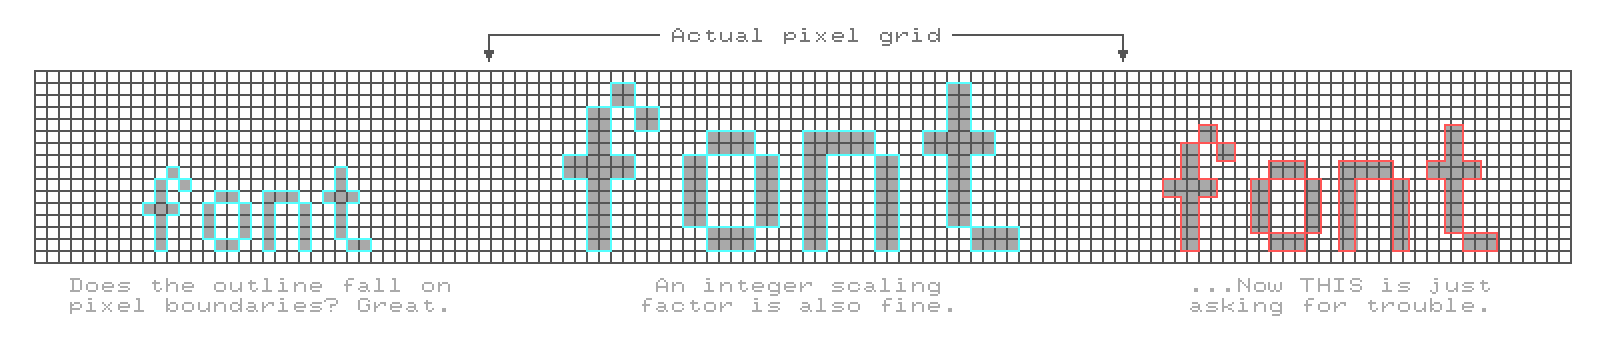 Actual pixel grid
font font font
Does the outline fall on
pixel boundaries? Great.
An integer scaling
factor is also fine.
...Now THIS is just
asking for trouble.